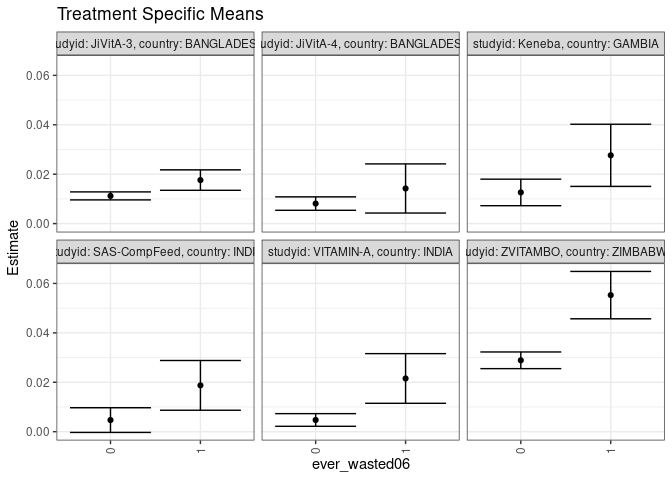 Treatment Specific Means
udyid: JiVitA-3, country: BANGLADES
udyid: JiVitA-4, country: BANGLADES
studyid: Keneba, country: GAMBIA
0.06
0.04
0.02
0.00
udyid: SAS-CompFeed, country: INDI
studyid: VITAMIN-A, country: INDIA
udyid: ZVITAMBO, country: ZIMBABW
0.06
0.04
0.02
0.00
Estimate
0
1
0
1
0
1
ever_wasted06